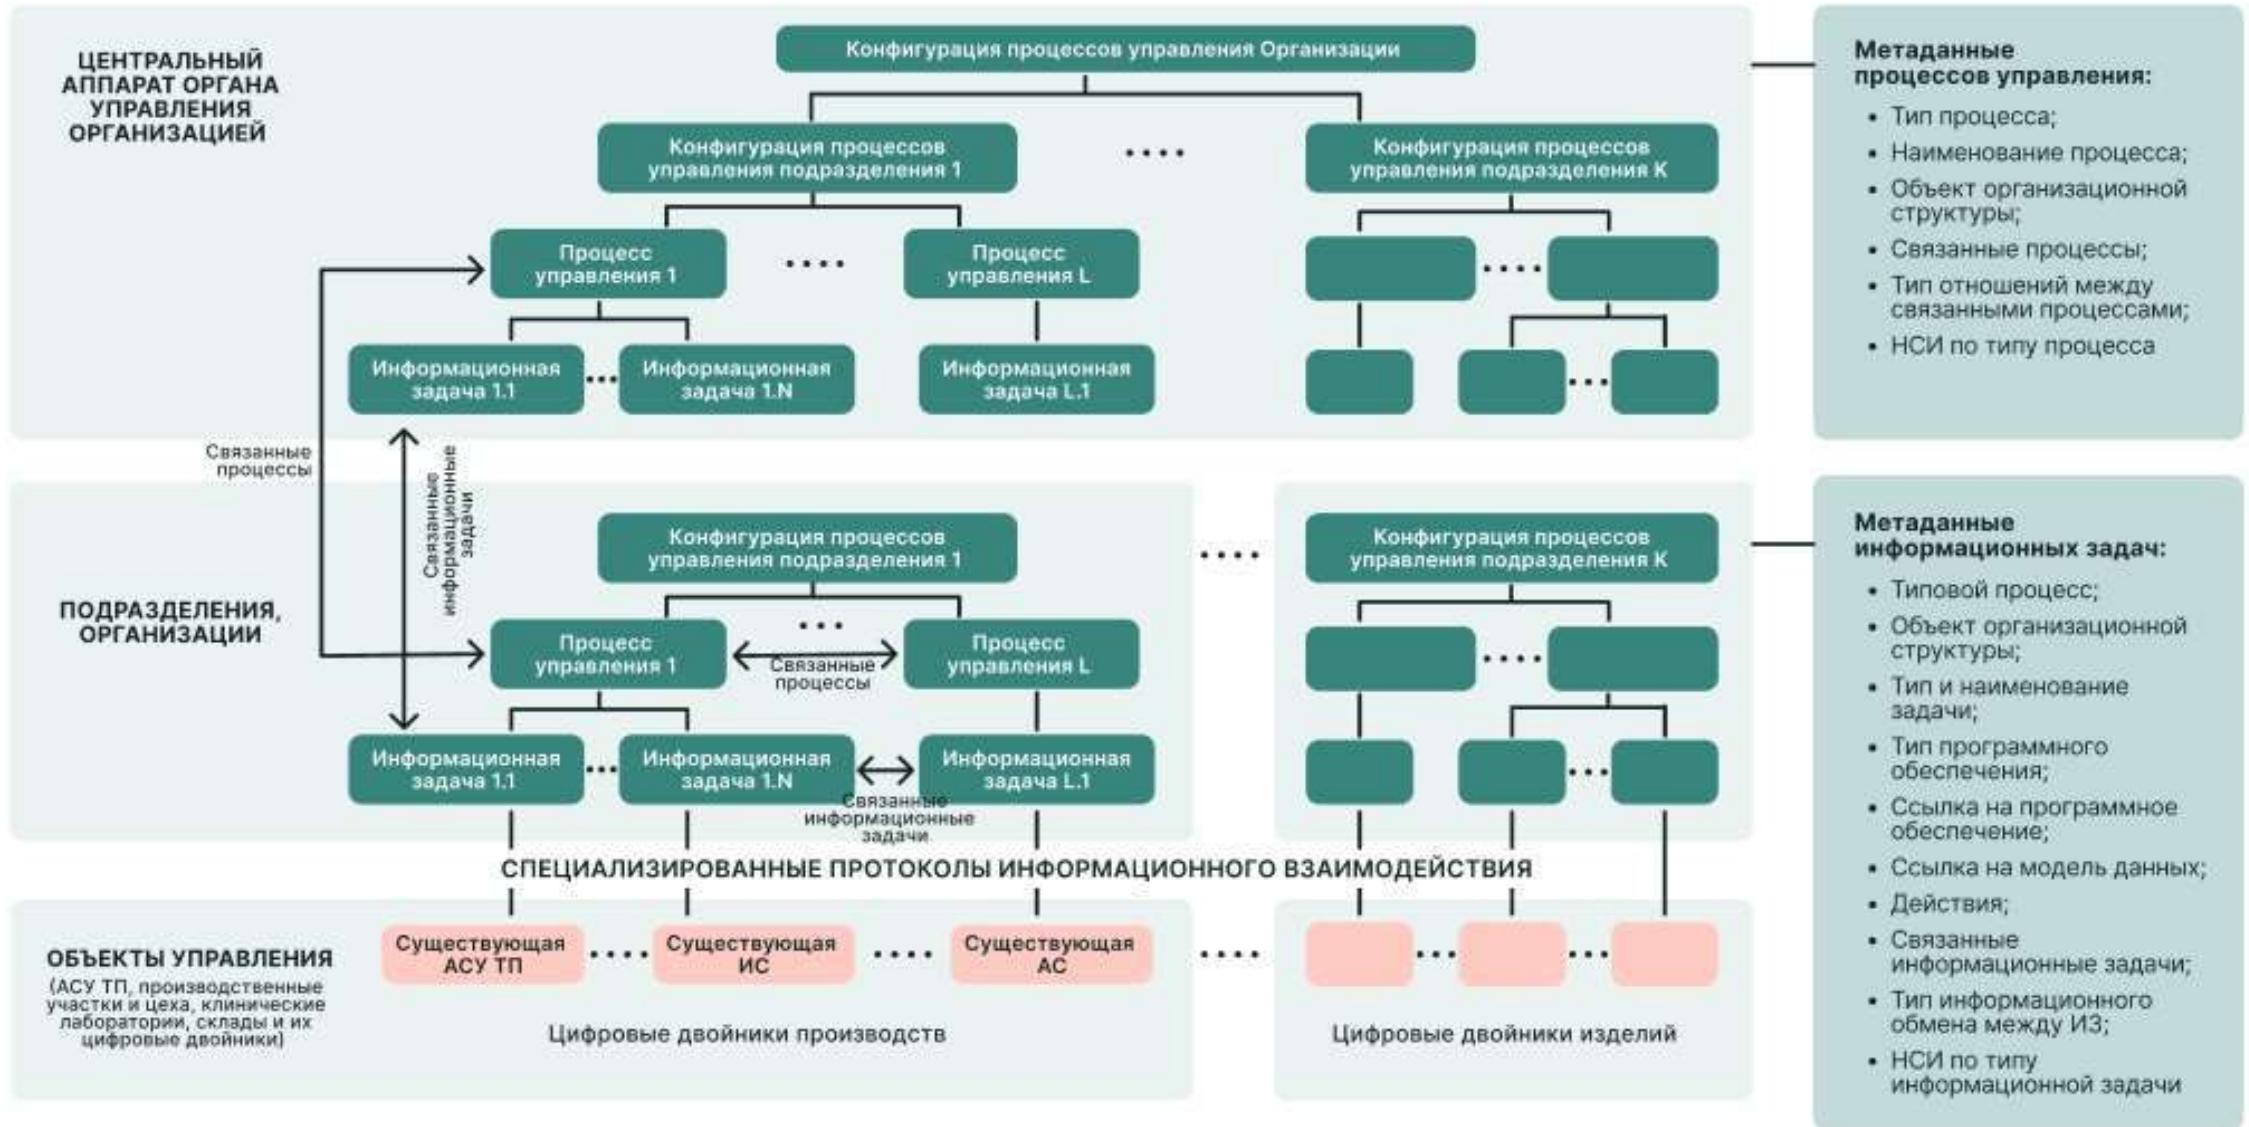 ЦЕНТРАЛЬНЫЙ
АППАРАТ ОРГАНА
УПРАВЛЕНИЯ
ОРГАНИЗАЦИЕЙ
Конфигурация процессов управления Организации
Конфигурация процессов
управления подразделения 1
....
Конфигурация процессов
управления подразделения K
Процесс
управления 1
....
Процесс
управления L
....
Информационная
задача 1.1
...
Информационная
задача 1.N
Информационная
задача L.1
...
Метаданные
процессов управления:
• Тип процесса;
• Наименование процесса;
• Объект организационной
структуры;
• Связанные процессы;
• Тип отношений между
связанными процессами;
• НСИ по типу процесса
Связанные
процессы
Связанные
информационные
задачи
ПОДРАЗДЕЛЕНИЯ,
ОРГАНИЗАЦИИ
Конфигурация процессов
управления подразделения 1
....
Конфигурация процессов
управления подразделения K
Процесс
управления 1
...
Связанные
процессы
Процесс
управления L
....
Информационная
задача 1.1
...
Информационная
задача 1.N
Связанные
информационные
задачи
Информационная
задача L.1
...
Метаданные
информационных задач:
• Типовой процесс;
• Объект организационной
структуры;
• Тип и наименование
задачи;
• Тип программного
обеспечения;
• Ссылка на программное
обеспечение;
• Ссылка на модель данных;
• Действия;
• Связанные
информационные задачи;
• Тип информационного
обмена между ИЗ;
• НСИ по типу
информационной задачи
СПЕЦИАЛИЗИРОВАННЫЕ ПРОТОКОЛЫ ИНФОРМАЦИОННОГО ВЗАИМОДЕЙСТВИЯ
ОБЪЕКТЫ УПРАВЛЕНИЯ
(АСУ ТП, производственные
участки и цеха, клинические
лаборатории, склады и их
цифровые двойники)
Существующая
АСУ ТП
....
Существующая
ИС
....
Существующая
АС
....
...
...
Цифровые двойники производств
Цифровые двойники изделий